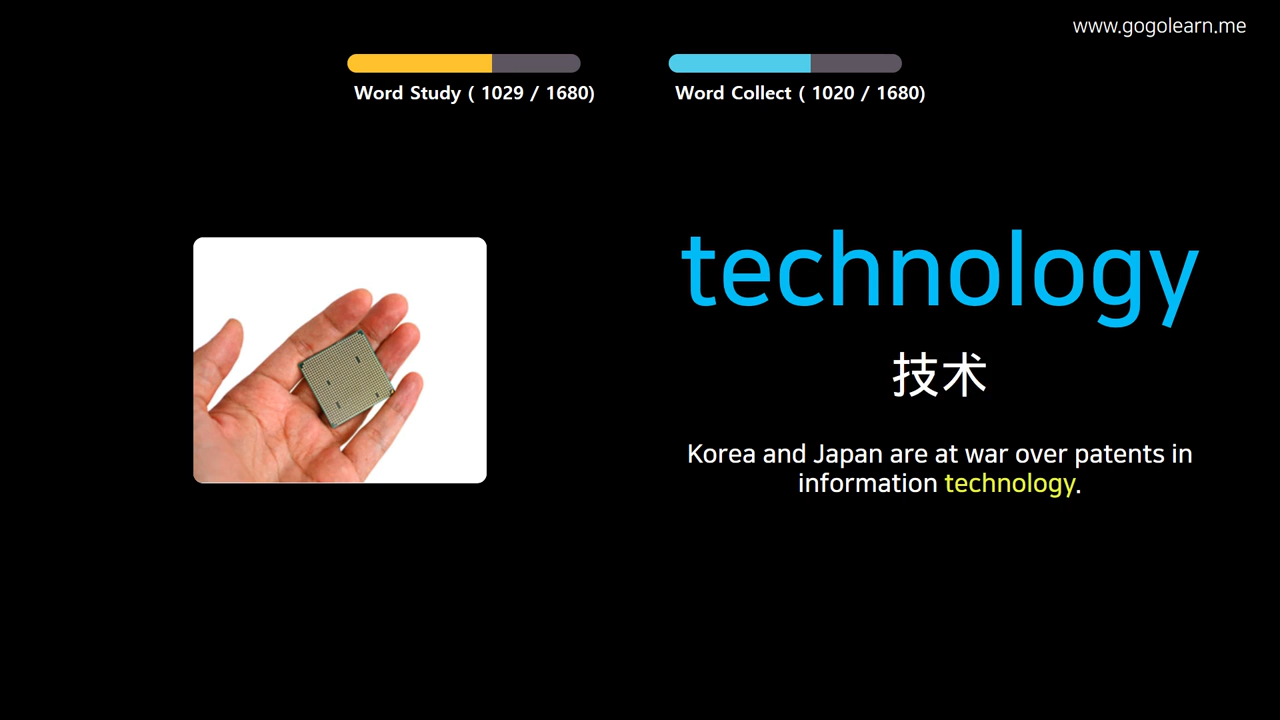 www.gogolearn.me
Word Study ( 1029 / 1680)
Word Collect ( 1020 / 1680)
technology
技术
Korea and Japan are at war over patents in
information technology.